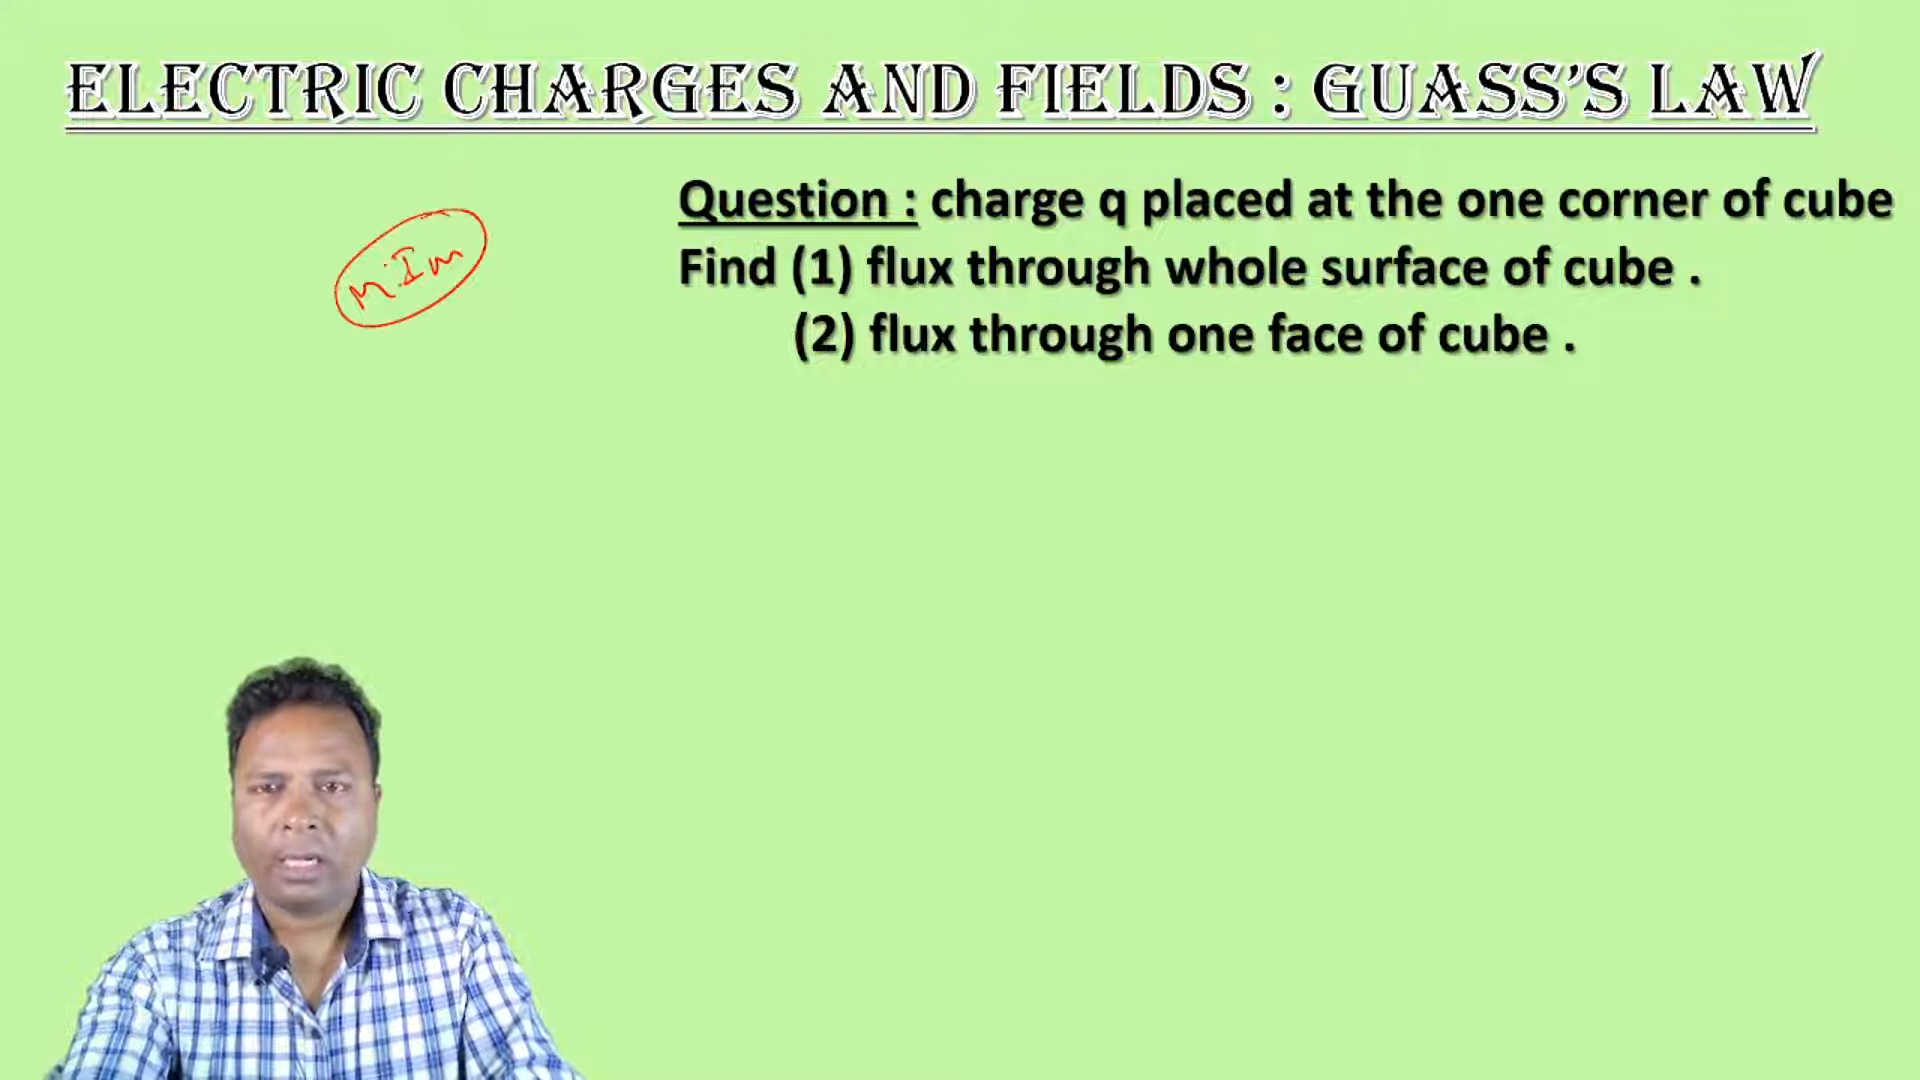 ELECTRIC CHARGES AND FIELDS : GUASS'S LAW
M.Im
Question : charge q placed at the one corner of cube
Find (1) flux through whole surface of cube .
(2) flux through one face of cube .